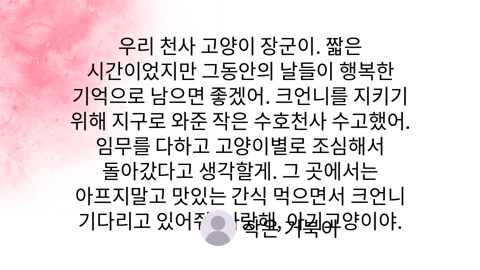 우리 천사 고양이 장군이. 짧은
시간이었지만 그동안의 날들이 행복한
기억으로 남으면 좋겠어. 크언니를 지키기
위해 지구로 와준 작은 수호천사 수고했어.
임무를 다하고 고양이별로 조심해서
돌아갔다고 생각할게. 그 곳에서는
아프지말고 맛있는 간식 먹으면서 크언니
기다리고 있어줘 사랑해, 아기고양이야.
작은 거북이